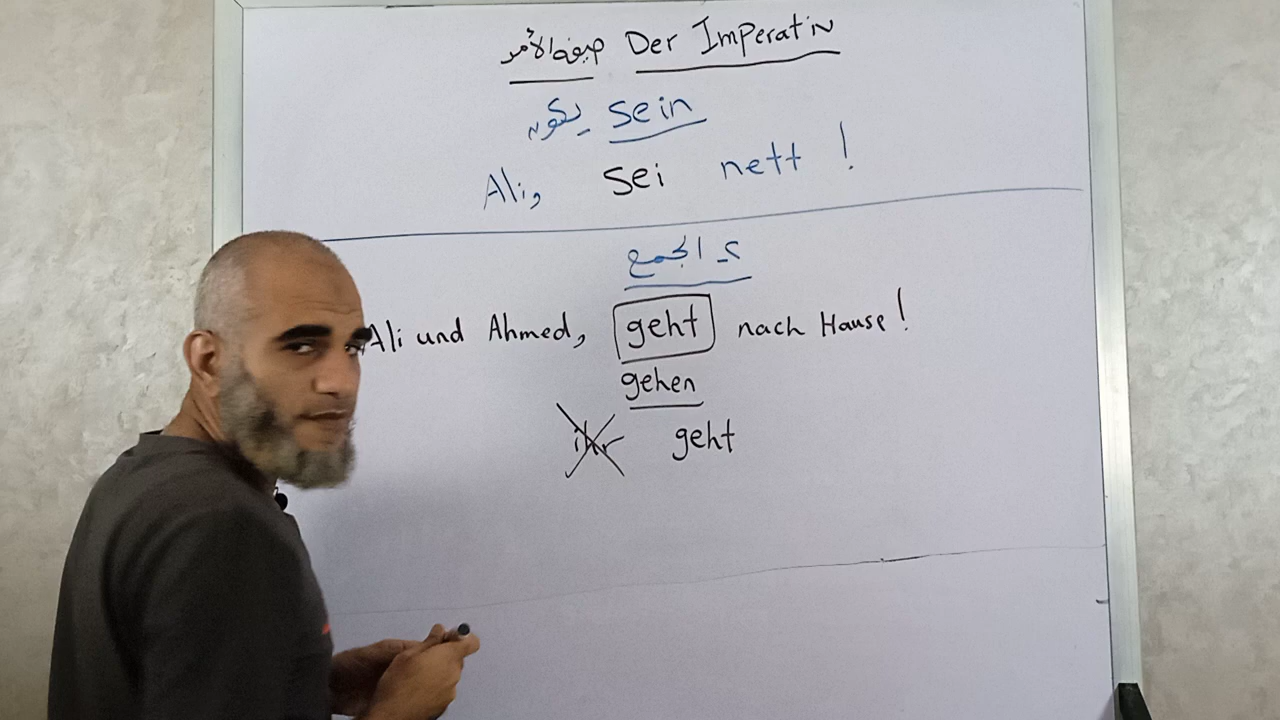 Der Imperativ صيغة الأمر
sein يكون
Ali, sei nett !
2ـ الجمع
Ali und Ahmed, geht nach Hause !
gehen
ihr geht